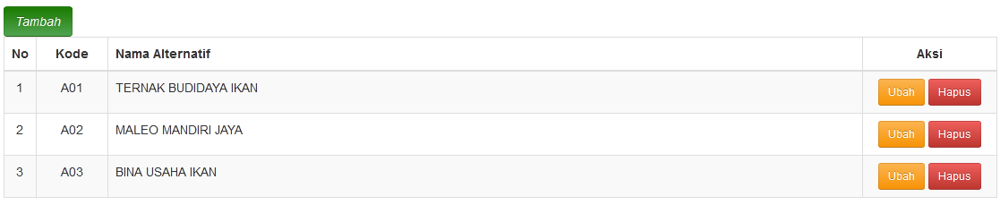 Tambah
No Kode Nama Alternatif Aksi
1 A01 TERNAK BUDIDAYA IKAN Ubah Hapus
2 A02 MALEO MANDIRI JAYA Ubah Hapus
3 A03 BINA USAHA IKAN Ubah Hapus